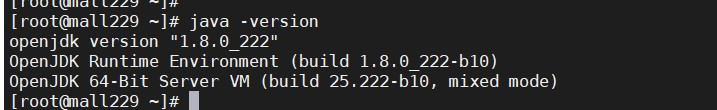 [root@mall229 ~]#
[root@mall229 ~]# java -version
openjdk version "1.8.0_222"
OpenJDK Runtime Environment (build 1.8.0_222-b10)
OpenJDK 64-Bit Server VM (build 25.222-b10, mixed mode)
[root@mall229 ~]#